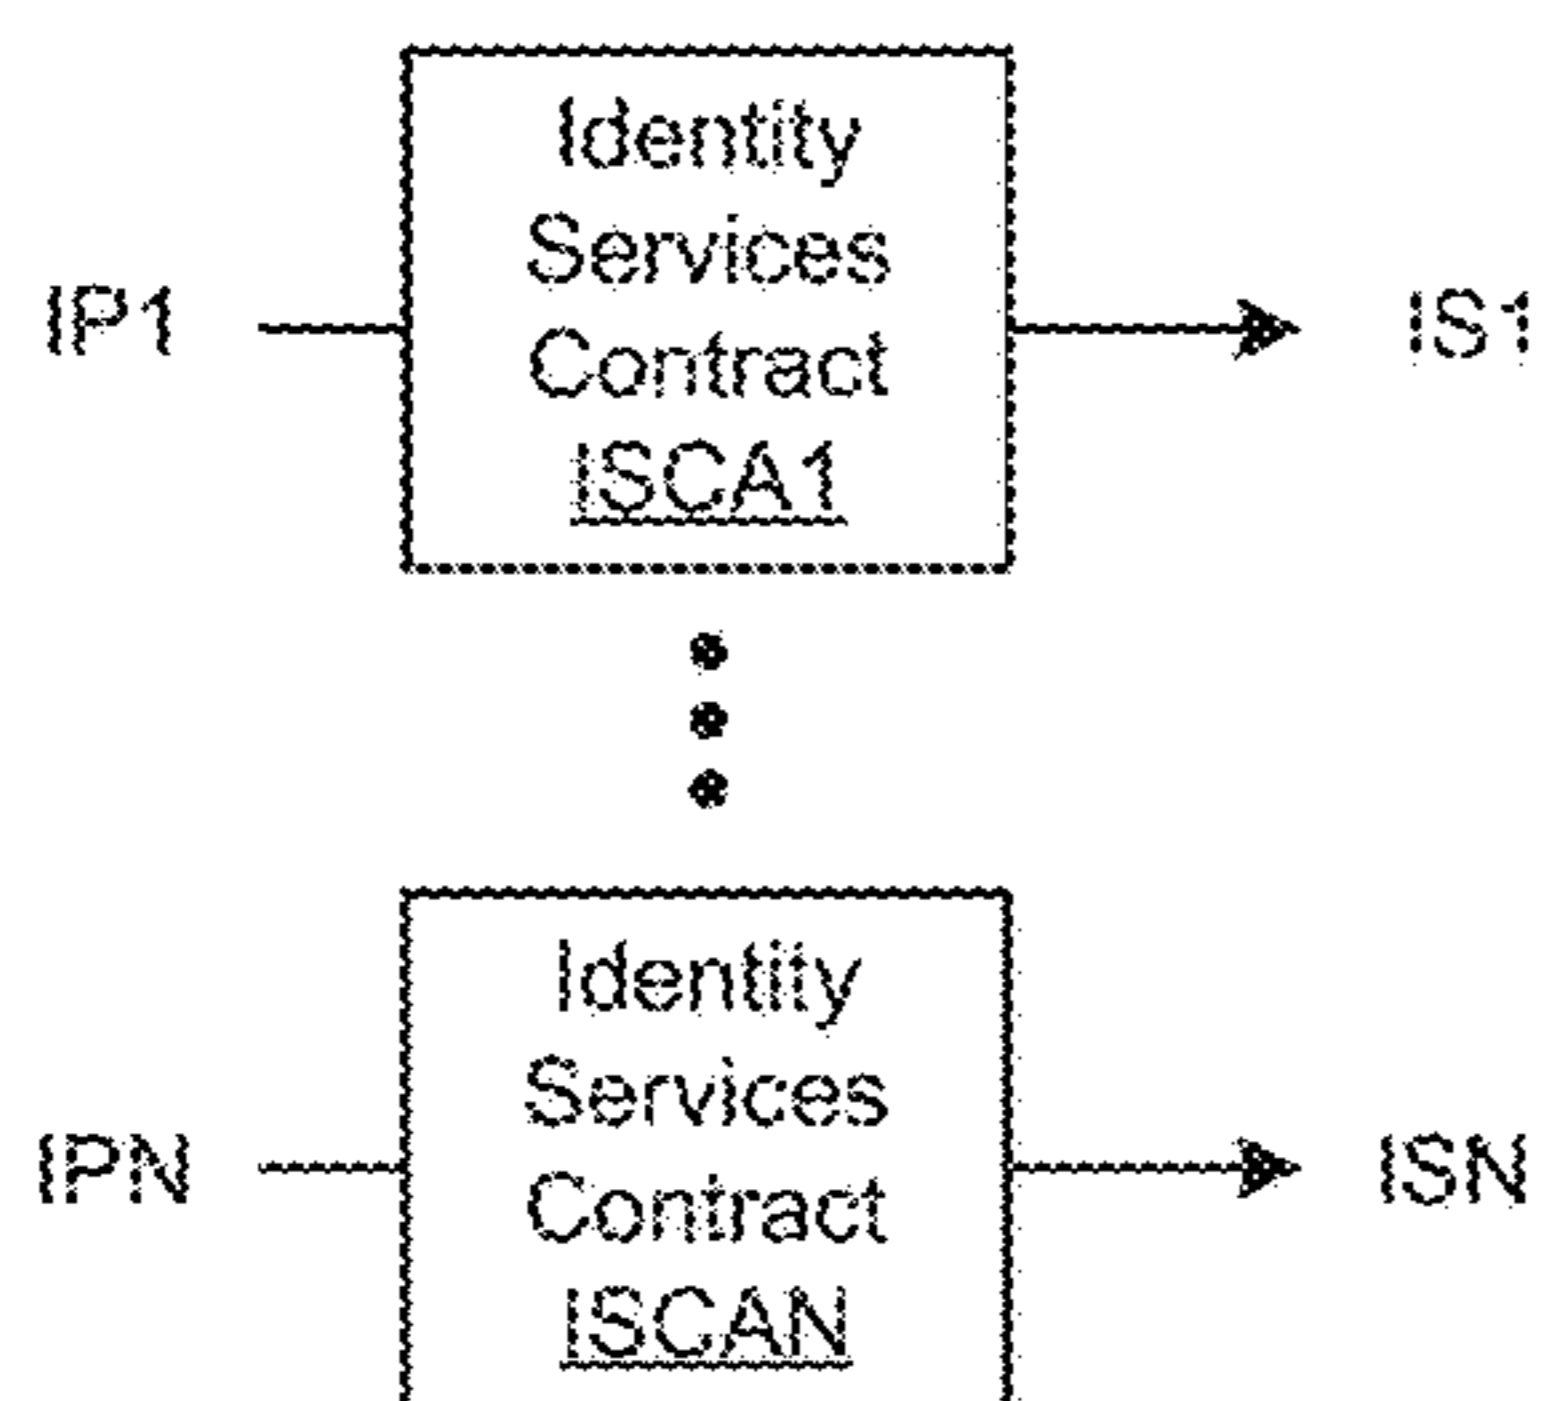 Identity
Services
Contract
ISCA1
IP1
IS1
Identity
Services
Contract
ISCAN
IPN
ISN